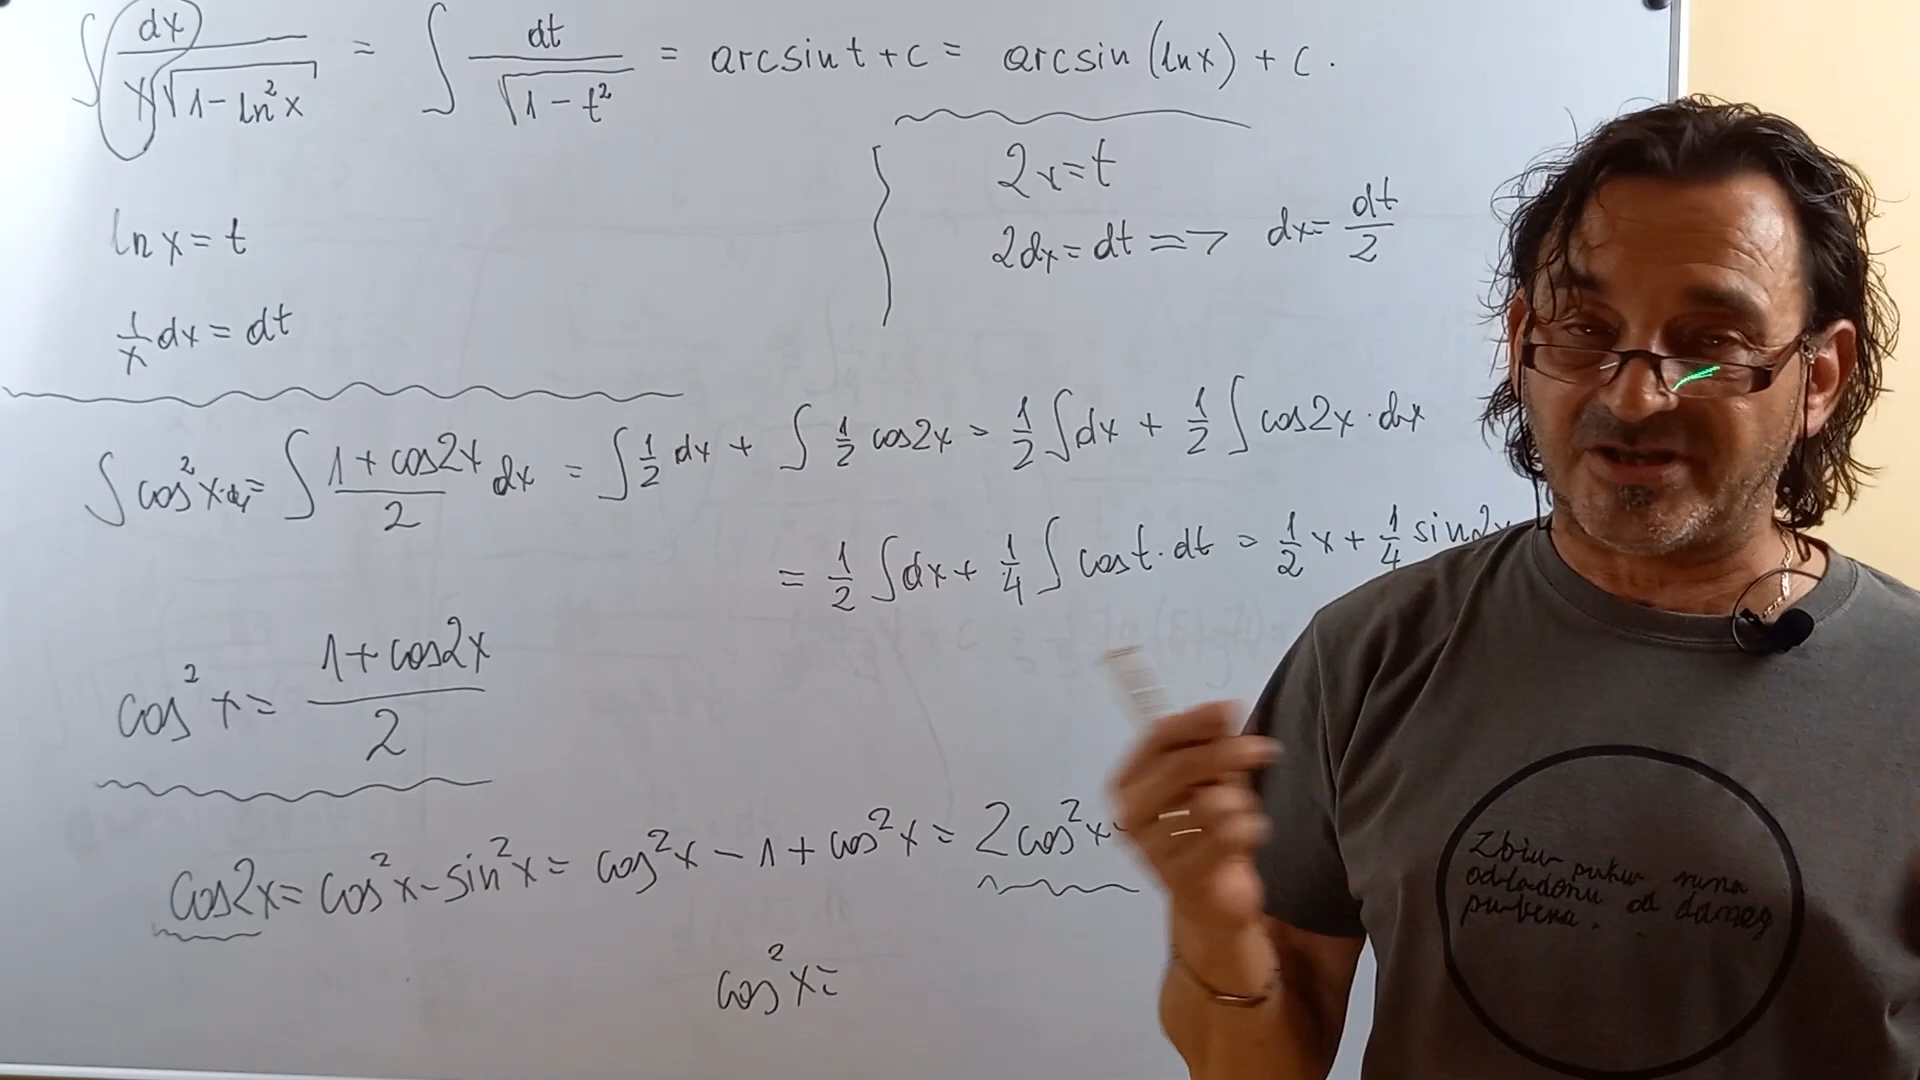 ∫ dx / (x√(1 - ln²x)) = ∫ dt / √(1 - t²) = arcsin t + c = arcsin (ln x) + c.
ln x = t
1/x dx = dt
2x = t
2dx = dt => dx = dt/2
∫ cos²x·dx = ∫ (1 + cos2x)/2 dx = ∫ 1/2 dx + ∫ 1/2 cos2x = 1/2 ∫ dx + 1/2 ∫ cos2x·dx
= 1/2 ∫ dx + 1/4 ∫ cos t·dt = 1/2 x + 1/4 sin2x
cos²x = (1 + cos2x)/2
cos2x = cos²x - sin²x = cos²x - 1 + cos²x = 2cos²x -
cos²x =